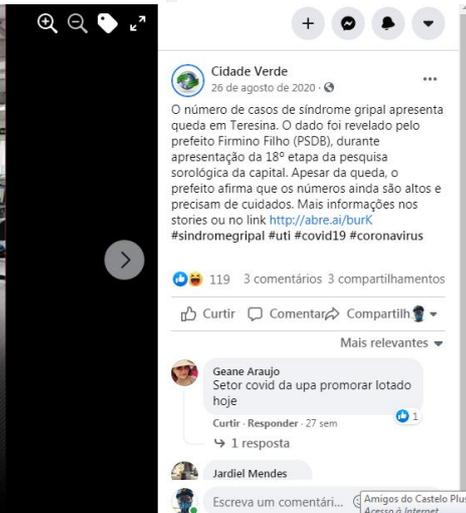 Cidade Verde
26 de agosto de 2020 ·
O número de casos de síndrome gripal apresenta
queda em Teresina. O dado foi revelado pelo
prefeito Firmino Filho (PSDB), durante
apresentação da 18º etapa da pesquisa
sorológica da capital. Apesar da queda, o
prefeito afirma que os números ainda são altos e
precisam de cuidados. Mais informações nos
stories ou no link http://abre.ai/burK
#sindromegripal #uti #covid19 #coronavirus
119 3 comentários 3 compartilhamentos
Curtir Comentar Compartilh
Mais relevantes
Geane Araujo
Setor covid da upa promorar lotado
hoje
1
Curtir · Responder · 27 sem
1 resposta
Jardiel Mendes
Escreva um comentári...
Amigos do Castelo Plus
Acesso à Internet